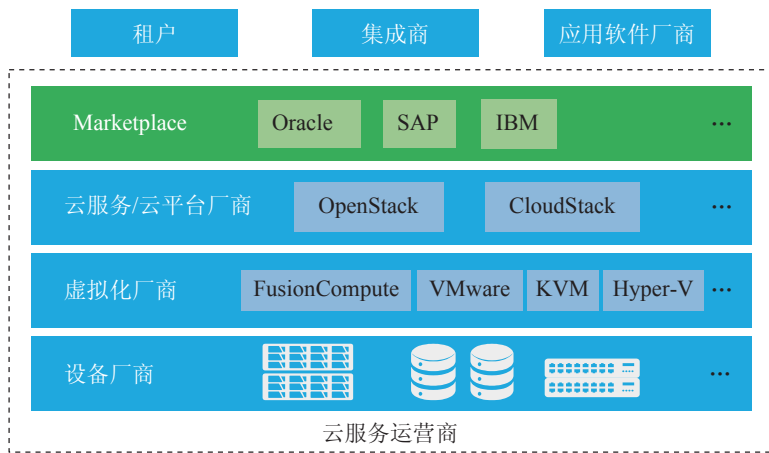 租户 集成商 应用软件厂商
Marketplace Oracle SAP IBM ···
云服务/云平台厂商 OpenStack CloudStack ···
虚拟化厂商 FusionCompute VMware KVM Hyper-V ···
设备厂商 ···
云服务运营商